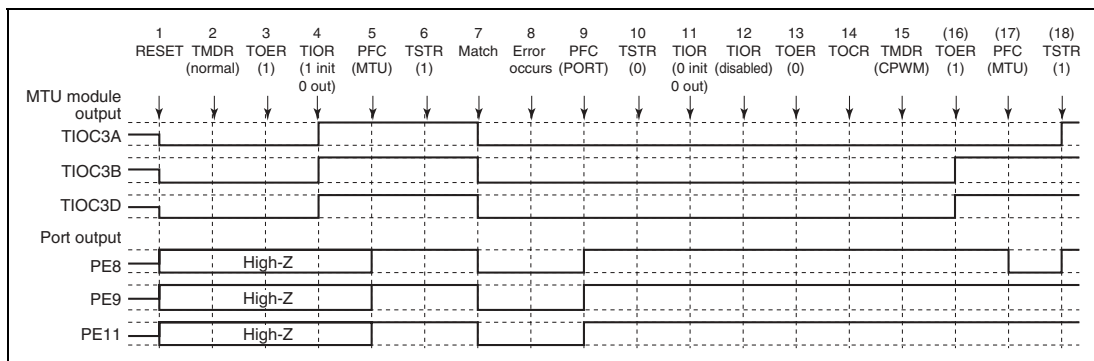 1 2 3 4 5 6 7 8 9 10 11 12 13 14 15 (16) (17) (18)
RESET TMDR TOER TIOR PFC TSTR Match Error PFC TSTR TIOR TIOR TOER TOCR TMDR TOER PFC TSTR
(normal) (1) (1 init (MTU) (1) occurs (PORT) (0) (0 init (disabled) (0) (CPWM) (1) (MTU) (1)
0 out) 0 out)
MTU module
output
TIOC3A
TIOC3B
TIOC3D
Port output
PE8 High-Z
PE9 High-Z
PE11 High-Z